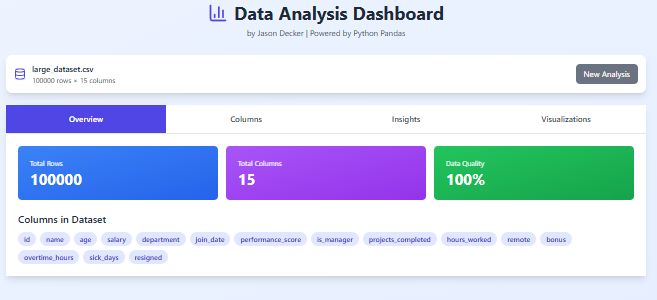 Data Analysis Dashboard
by Jason Decker | Powered by Python Pandas
large_dataset.csv
100000 rows • 15 columns
New Analysis
Overview Columns Insights Visualizations
Total Rows Total Columns Data Quality
100000 15 100%
Columns in Dataset
id name age salary department join_date performance_score is_manager projects_completed hours_worked remote bonus
overtime_hours sick_days resigned